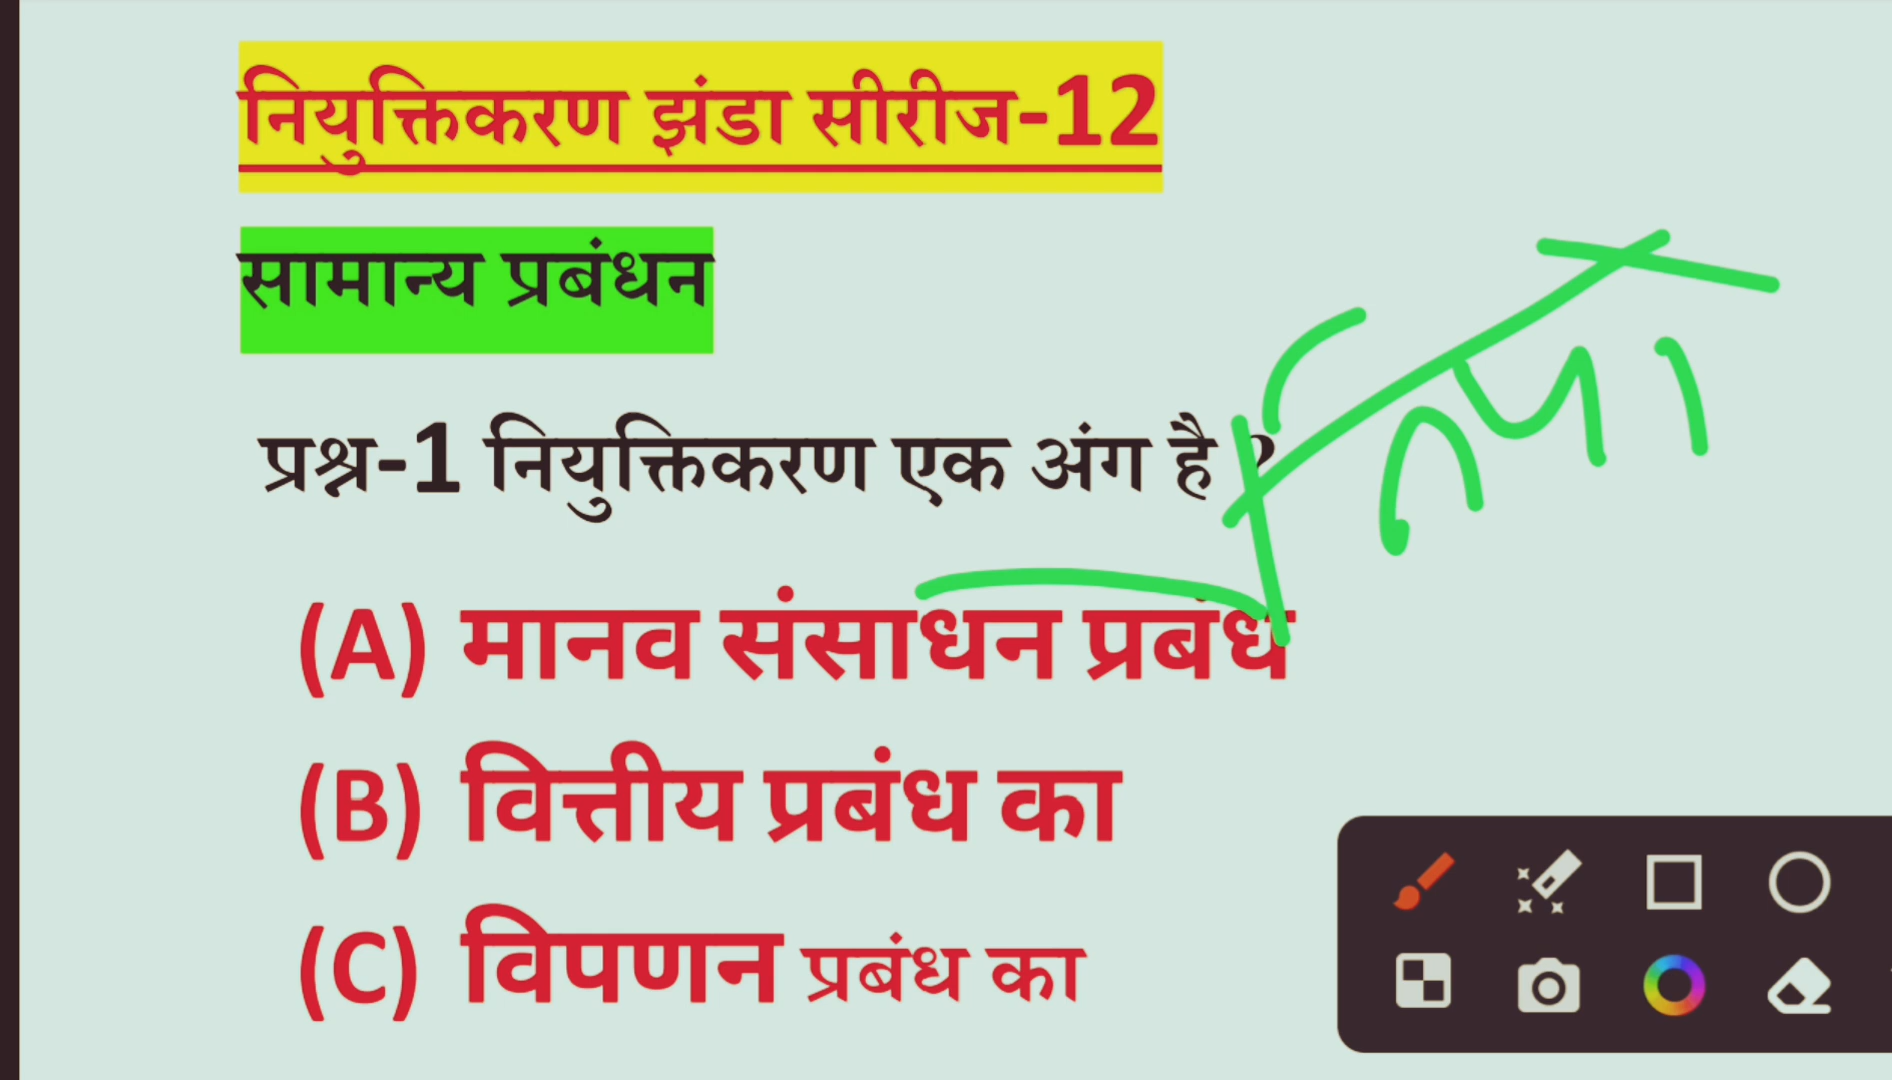 नियुक्तिकरण झंडा सीरीज-12
सामान्य प्रबंधन
प्रश्न-1 नियुक्तिकरण एक अंग है ?
(A) मानव संसाधन प्रबंध
(B) वित्तीय प्रबंध का
(C) विपणन प्रबंध का